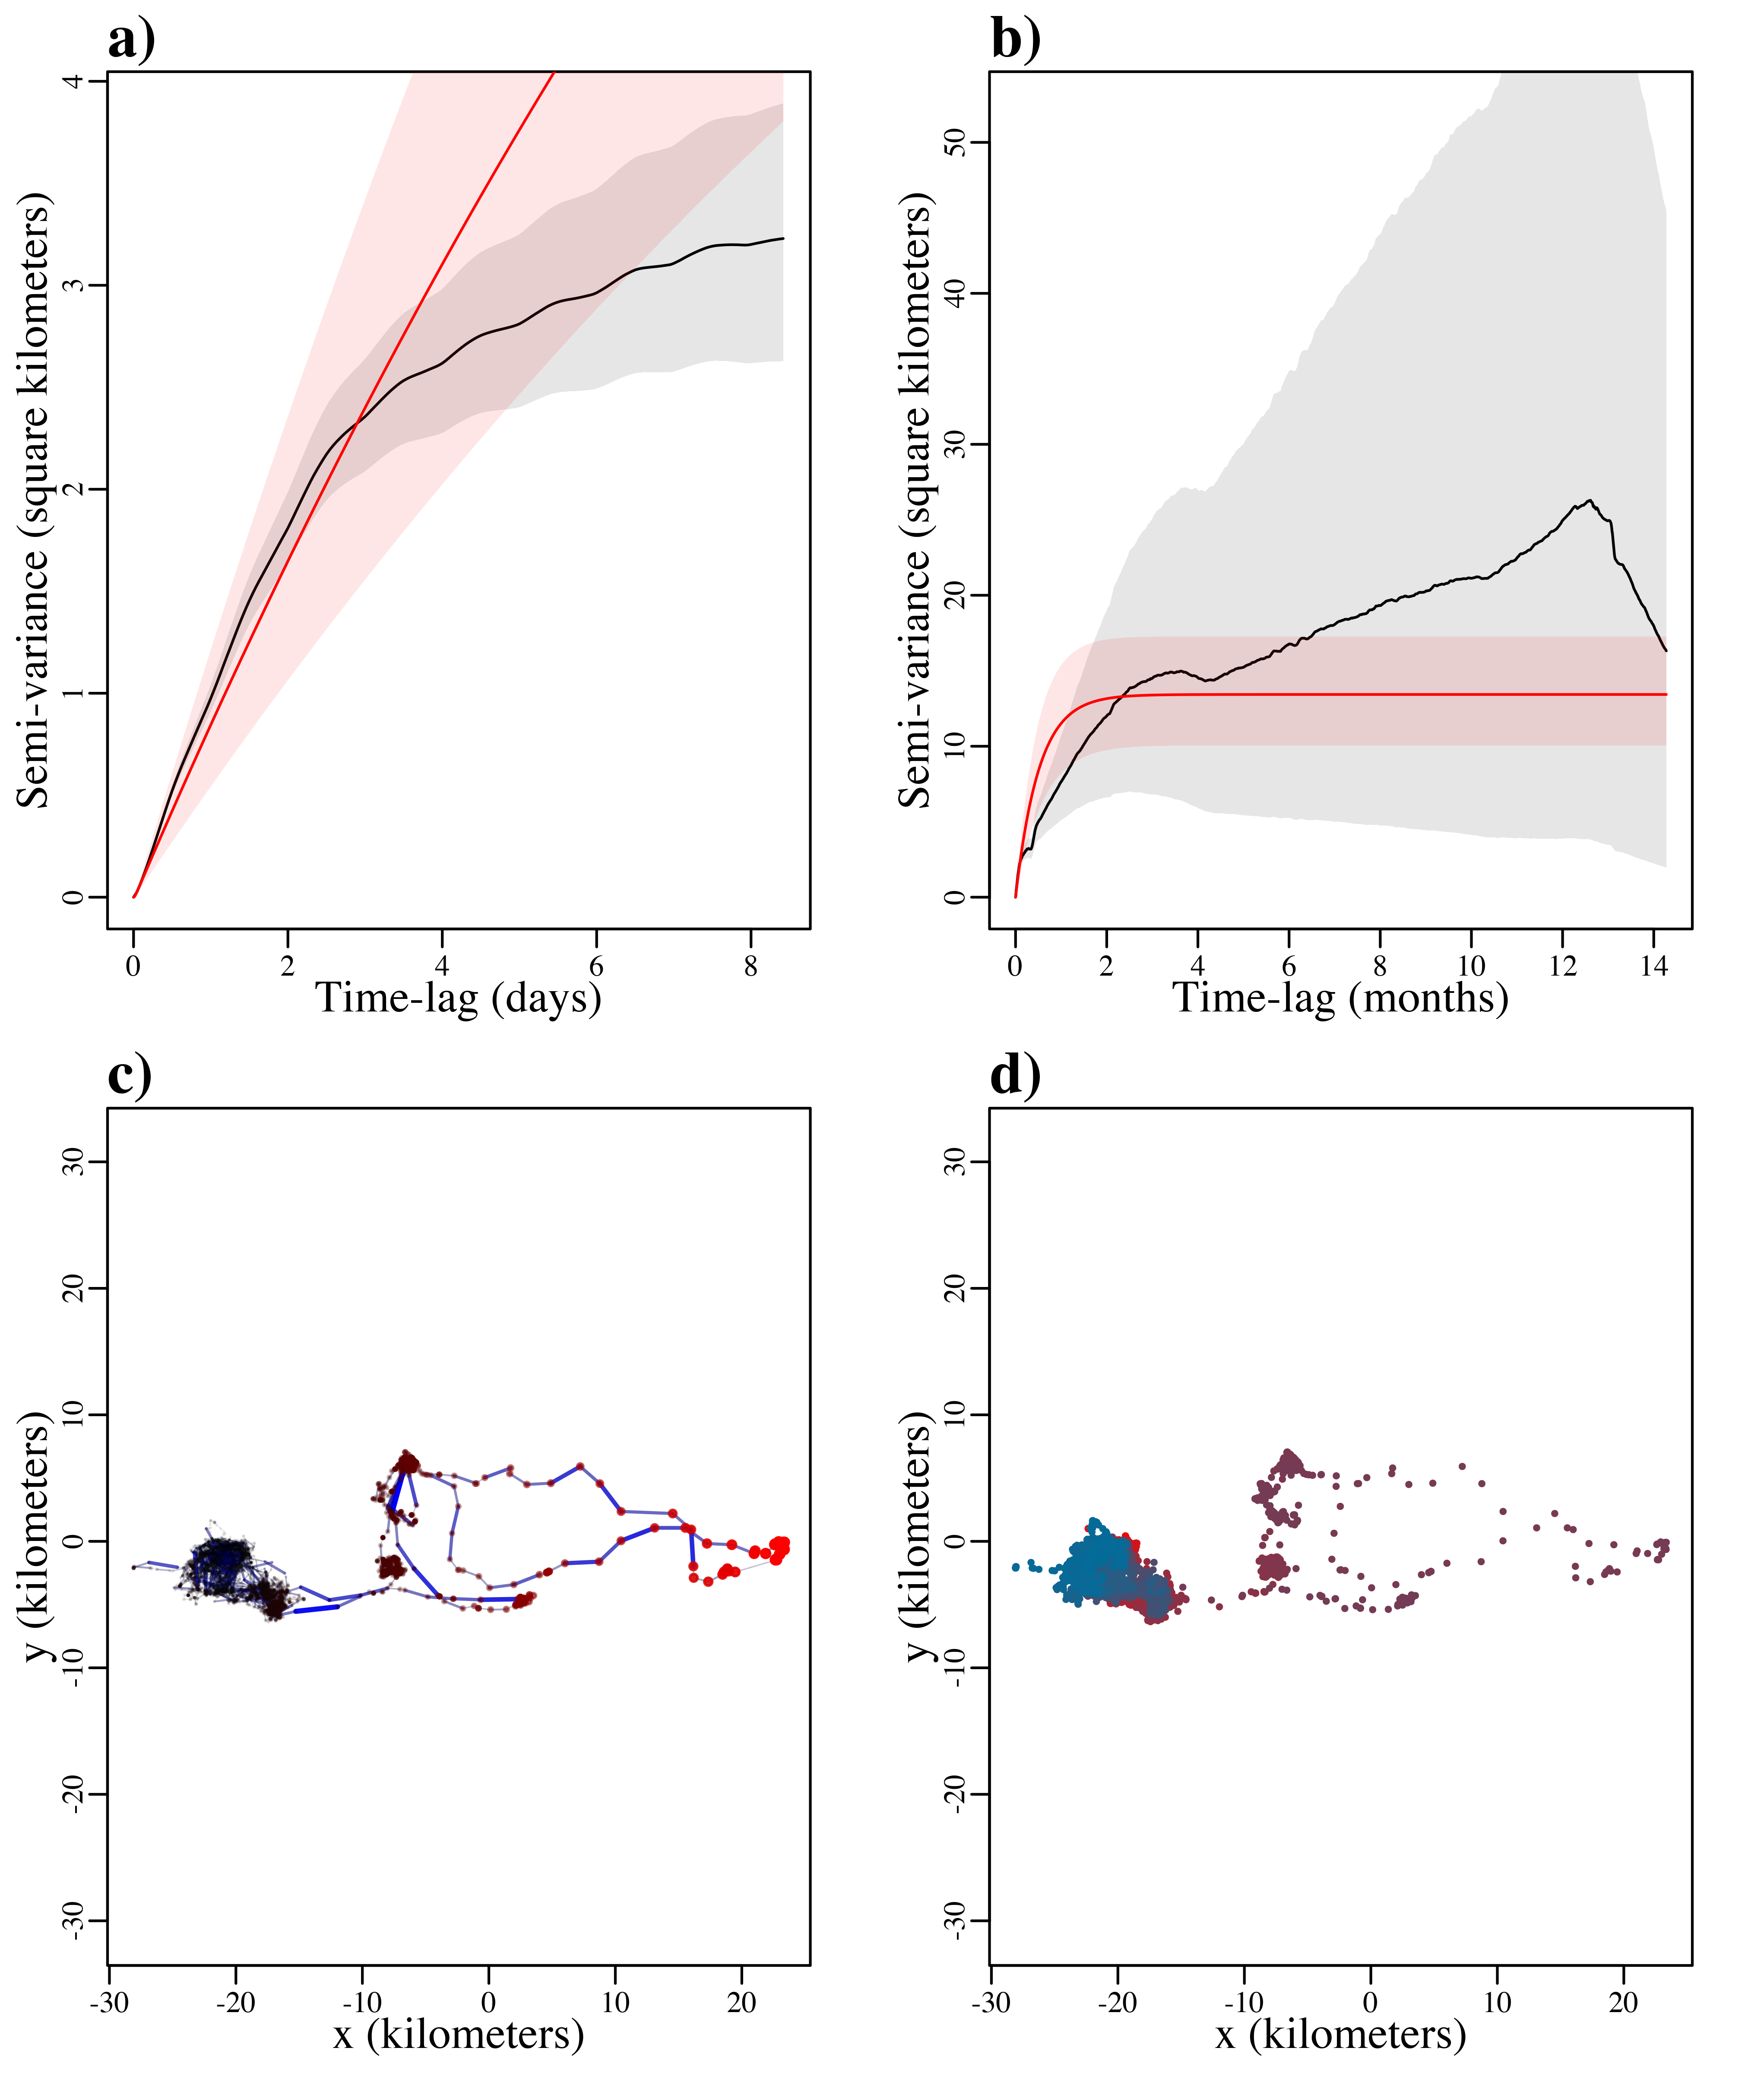 a)
Semi-variance (square kilometers)
4
3
2
1
0
0 2 4 6 8
Time-lag (days)
b)
Semi-variance (square kilometers)
50
40
30
20
10
0
0 2 4 6 8 10 12 14
Time-lag (months)
c)
y (kilometers)
30
20
10
0
-10
-20
-30
-30 -20 -10 0 10 20
x (kilometers)
d)
y (kilometers)
30
20
10
0
-10
-20
-30
-30 -20 -10 0 10 20
x (kilometers)